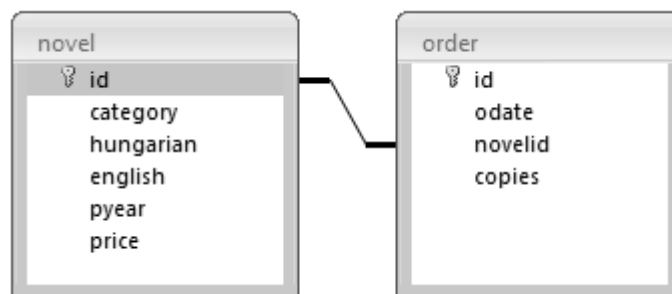 novel
id
category
hungarian
english
pyear
price
order
id
odate
novelid
copies